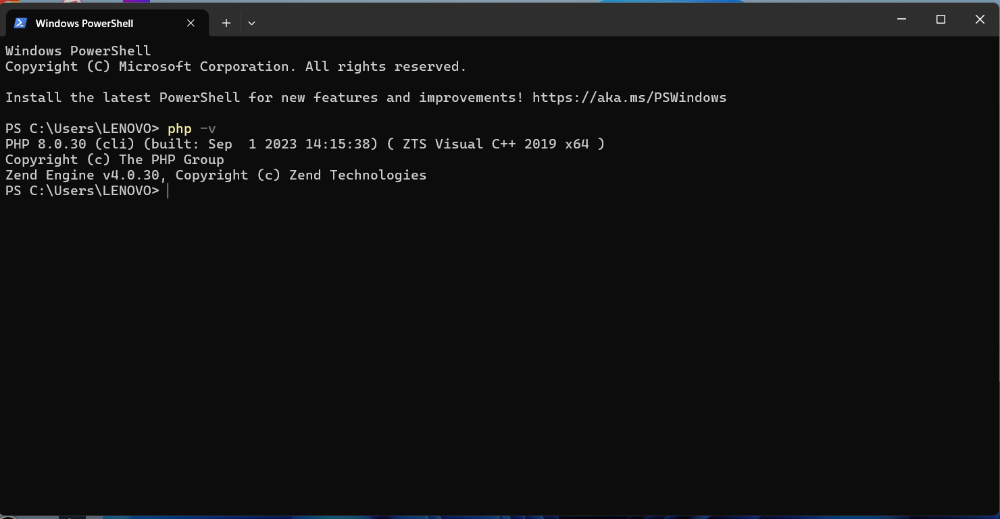 Windows PowerShell
Windows PowerShell
Copyright (C) Microsoft Corporation. All rights reserved.
Install the latest PowerShell for new features and improvements! https://aka.ms/PSWindows
PS C:\Users\LENOVO> php -v
PHP 8.0.30 (cli) (built: Sep  1 2023 14:15:38) ( ZTS Visual C++ 2019 x64 )
Copyright (c) The PHP Group
Zend Engine v4.0.30, Copyright (c) Zend Technologies
PS C:\Users\LENOVO>